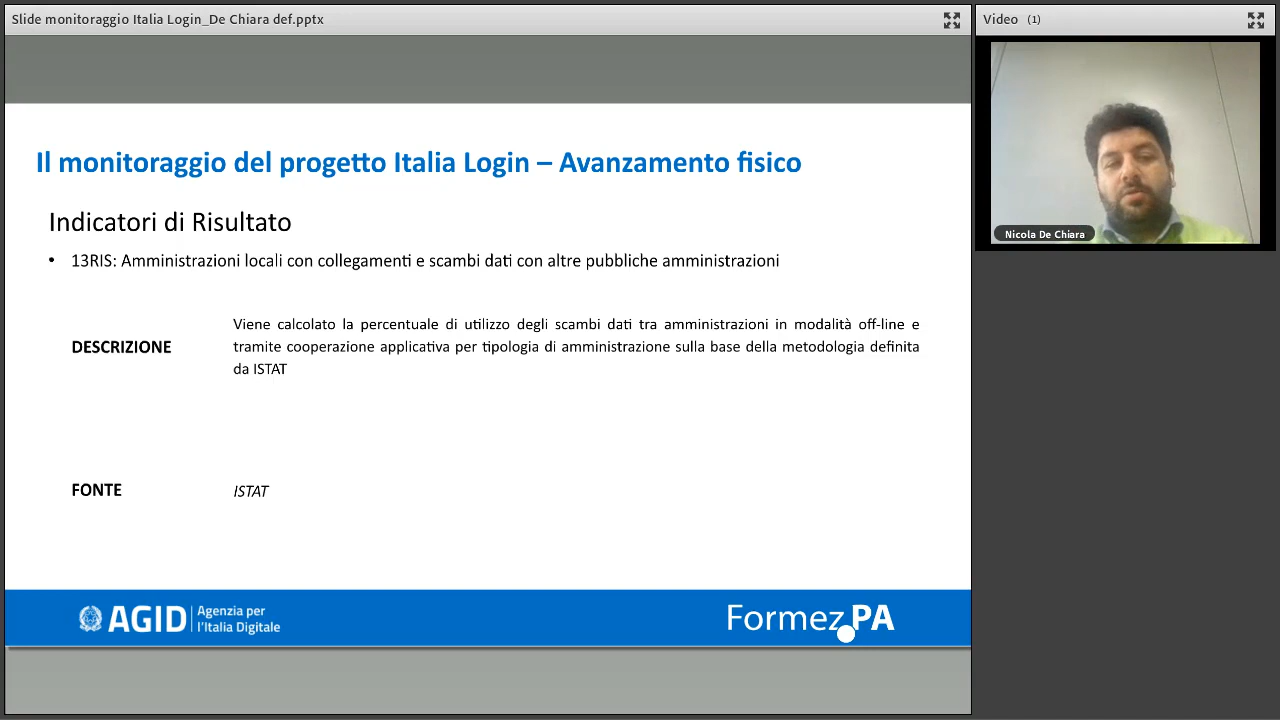 Slide monitoraggio Italia Login_De Chiara def.pptx
Video (1)
Nicola De Chiara
Il monitoraggio del progetto Italia Login – Avanzamento fisico
Indicatori di Risultato
• 13RIS: Amministrazioni locali con collegamenti e scambi dati con altre pubbliche amministrazioni
DESCRIZIONE
Viene calcolato la percentuale di utilizzo degli scambi dati tra amministrazioni in modalità off-line e
tramite cooperazione applicativa per tipologia di amministrazione sulla base della metodologia definita
da ISTAT
FONTE
ISTAT
AGID
Agenzia per
l'Italia Digitale
Formez PA